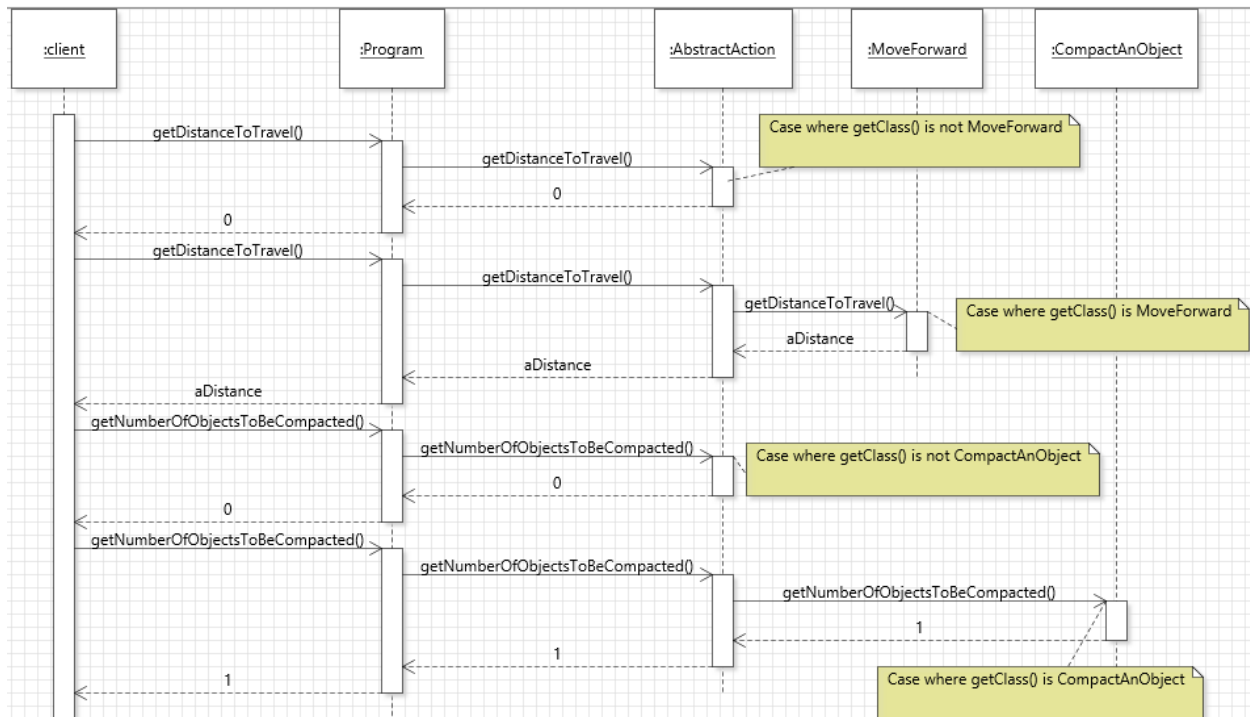 :client
:Program
:AbstractAction
:MoveForward
:CompactAnObject
getDistanceToTravel()
Case where getClass() is not MoveForward
getDistanceToTravel()
0
0
getDistanceToTravel()
getDistanceToTravel()
getDistanceToTravel()
Case where getClass() is MoveForward
aDistance
aDistance
aDistance
getNumberOfObjectsToBeCompacted()
getNumberOfObjectsToBeCompacted()
Case where getClass() is not CompactAnObject
0
0
getNumberOfObjectsToBeCompacted()
getNumberOfObjectsToBeCompacted()
getNumberOfObjectsToBeCompacted()
1
1
1
Case where getClass() is CompactAnObject